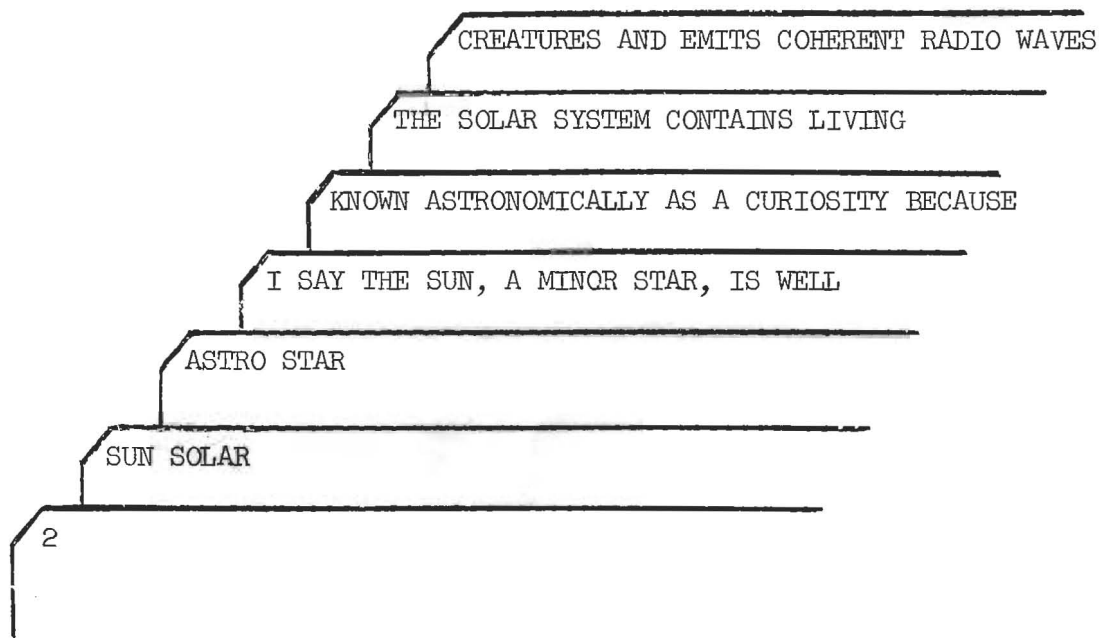 CREATURES AND EMITS COHERENT RADIO WAVES
THE SOLAR SYSTEM CONTAINS LIVING
KNOWN ASTRONOMICALLY AS A CURIOSITY BECAUSE
I SAY THE SUN, A MINOR STAR, IS WELL
ASTRO STAR
SUN SOLAR
2